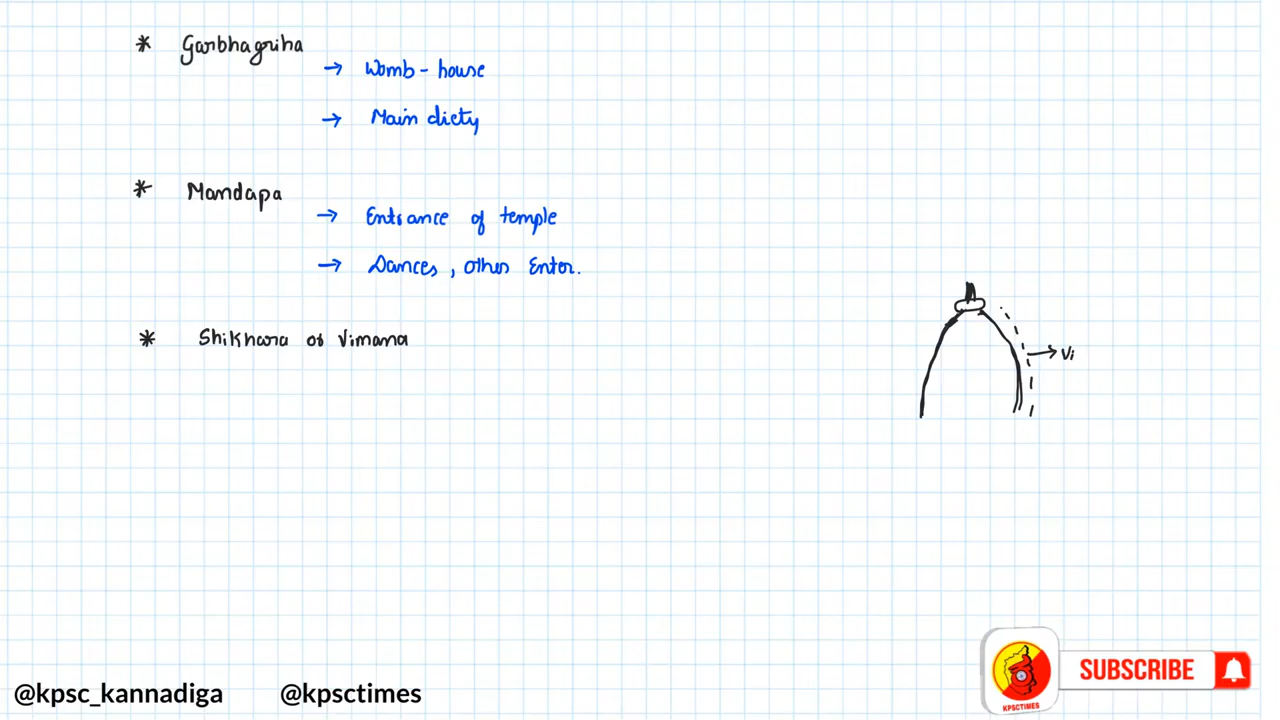 * Garbhagriha
→ Womb - house
→ Main diety
* Mandapa
→ Entrance of temple
→ Dances, other Enter.
* Shikhara or Vimana
→ Vi
@kpsc_kannadiga @kpsctimes
KPSCTIMES
SUBSCRIBE